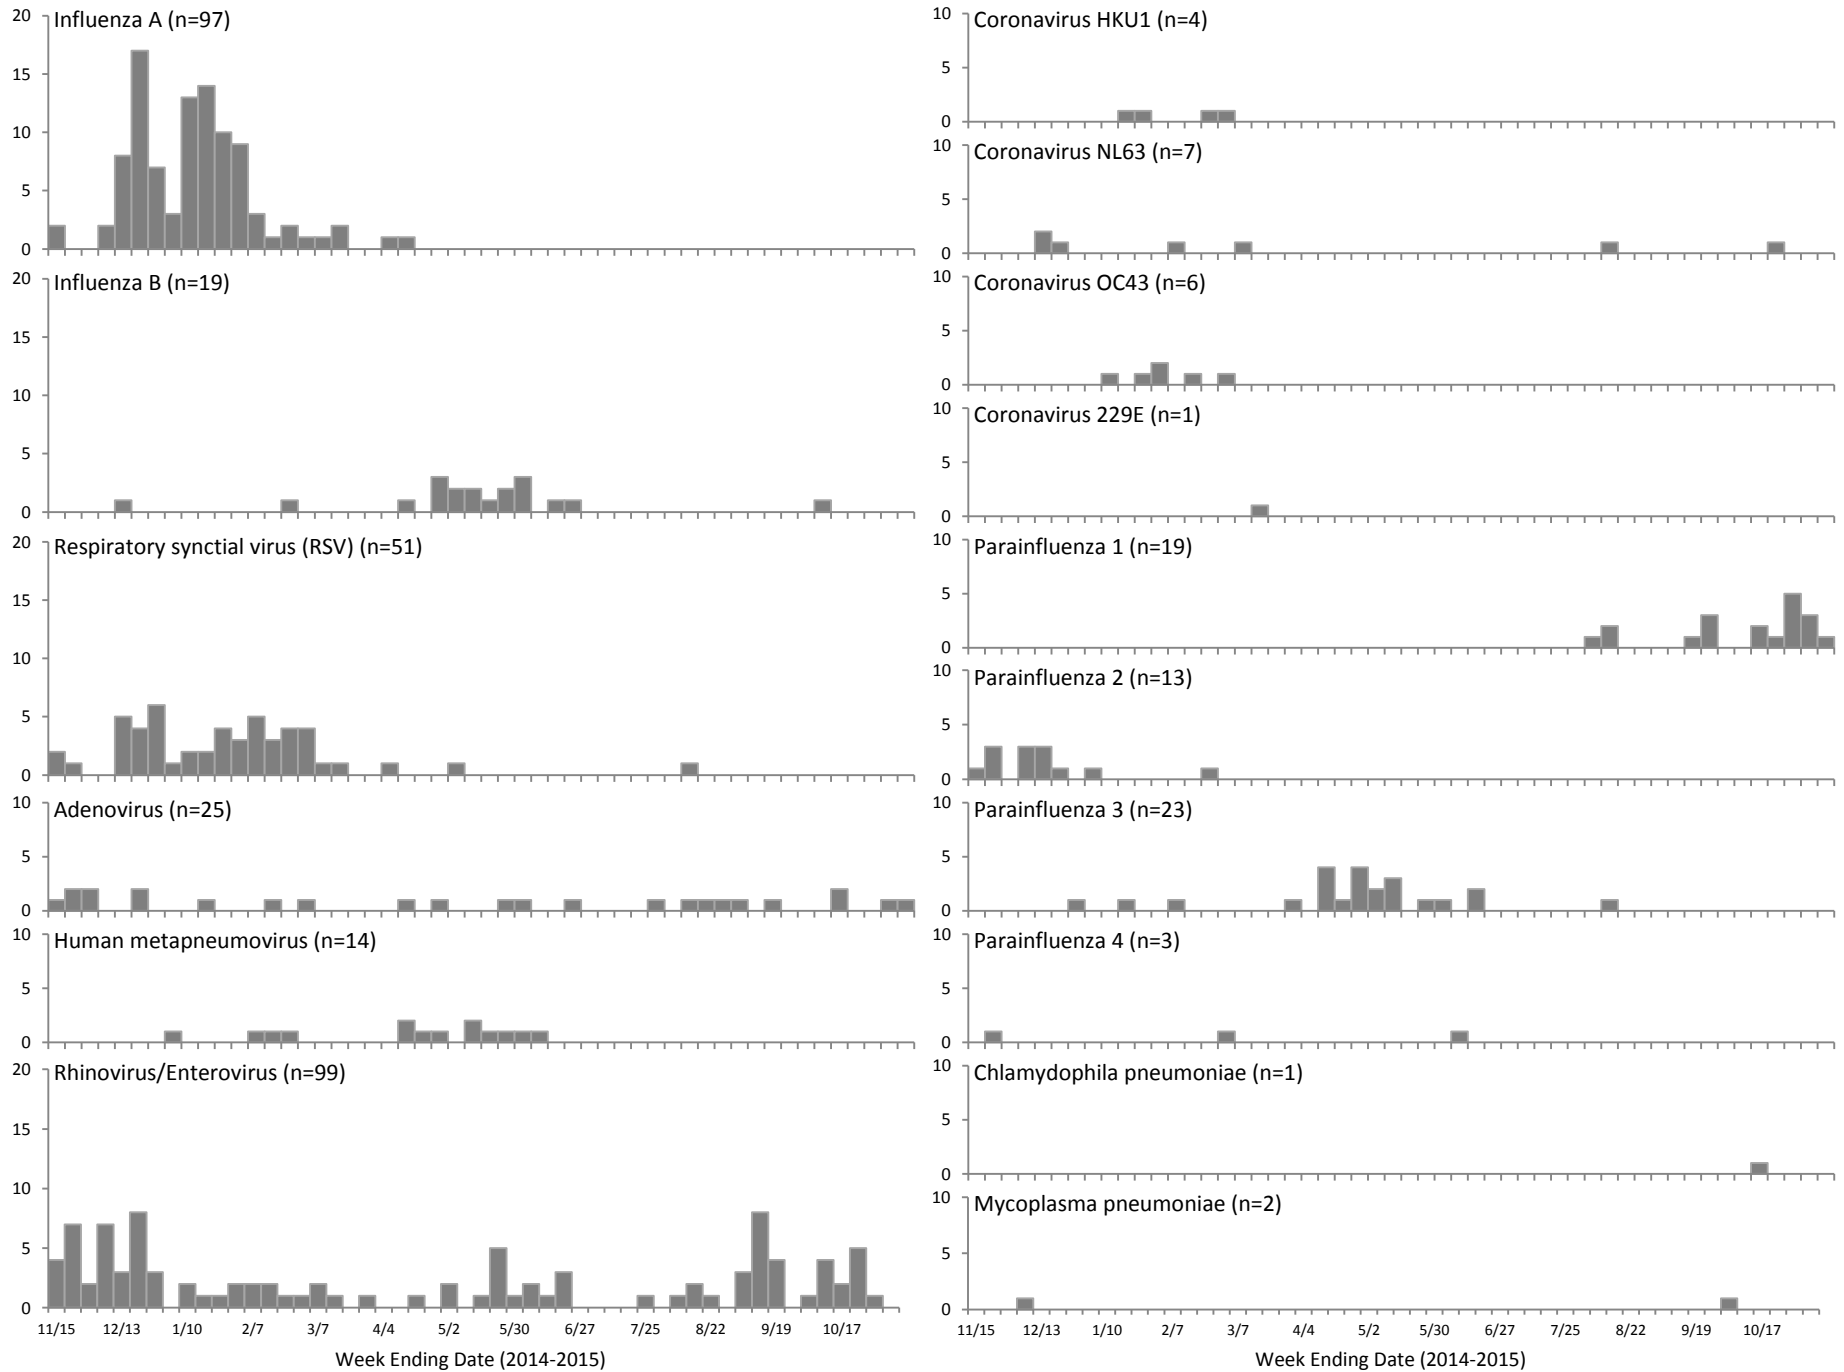 Influenza A (n=97)
20
15
10
5
0
Influenza B (n=19)
20
15
10
5
0
Respiratory synctial virus (RSV) (n=51)
20
15
10
5
0
Adenovirus (n=25)
10
5
0
Human metapneumovirus (n=14)
10
5
0
Rhinovirus/Enterovirus (n=99)
20
15
10
5
0
11/15 12/13 1/10 2/7 3/7 4/4 5/2 5/30 6/27 7/25 8/22 9/19 10/17
Week Ending Date (2014-2015)
Coronavirus HKU1 (n=4)
10
5
0
Coronavirus NL63 (n=7)
10
5
0
Coronavirus OC43 (n=6)
10
5
0
Coronavirus 229E (n=1)
10
5
0
Parainfluenza 1 (n=19)
10
5
0
Parainfluenza 2 (n=13)
10
5
0
Parainfluenza 3 (n=23)
10
5
0
Parainfluenza 4 (n=3)
10
5
0
Chlamydophila pneumoniae (n=1)
10
5
0
Mycoplasma pneumoniae (n=2)
10
5
0
11/15 12/13 1/10 2/7 3/7 4/4 5/2 5/30 6/27 7/25 8/22 9/19 10/17
Week Ending Date (2014-2015)